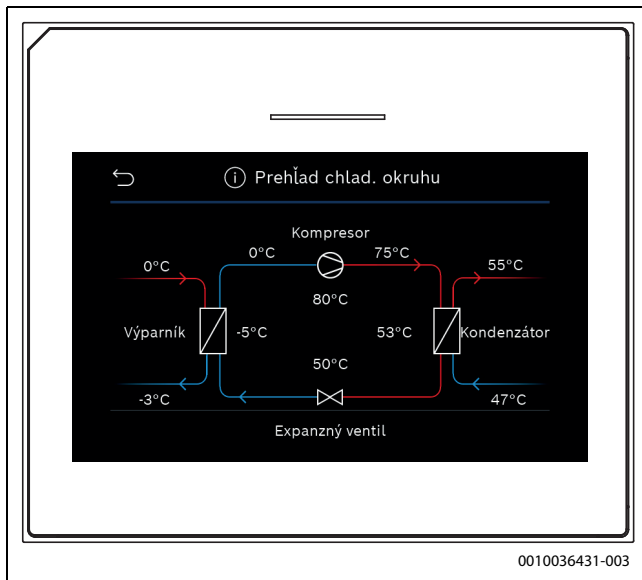 Prehľad chlad. okruhu
Kompresor
0°C 0°C 75°C 55°C
80°C
Výparník -5°C 53°C Kondenzátor
50°C
-3°C 47°C
Expanzný ventil
0010036431-003